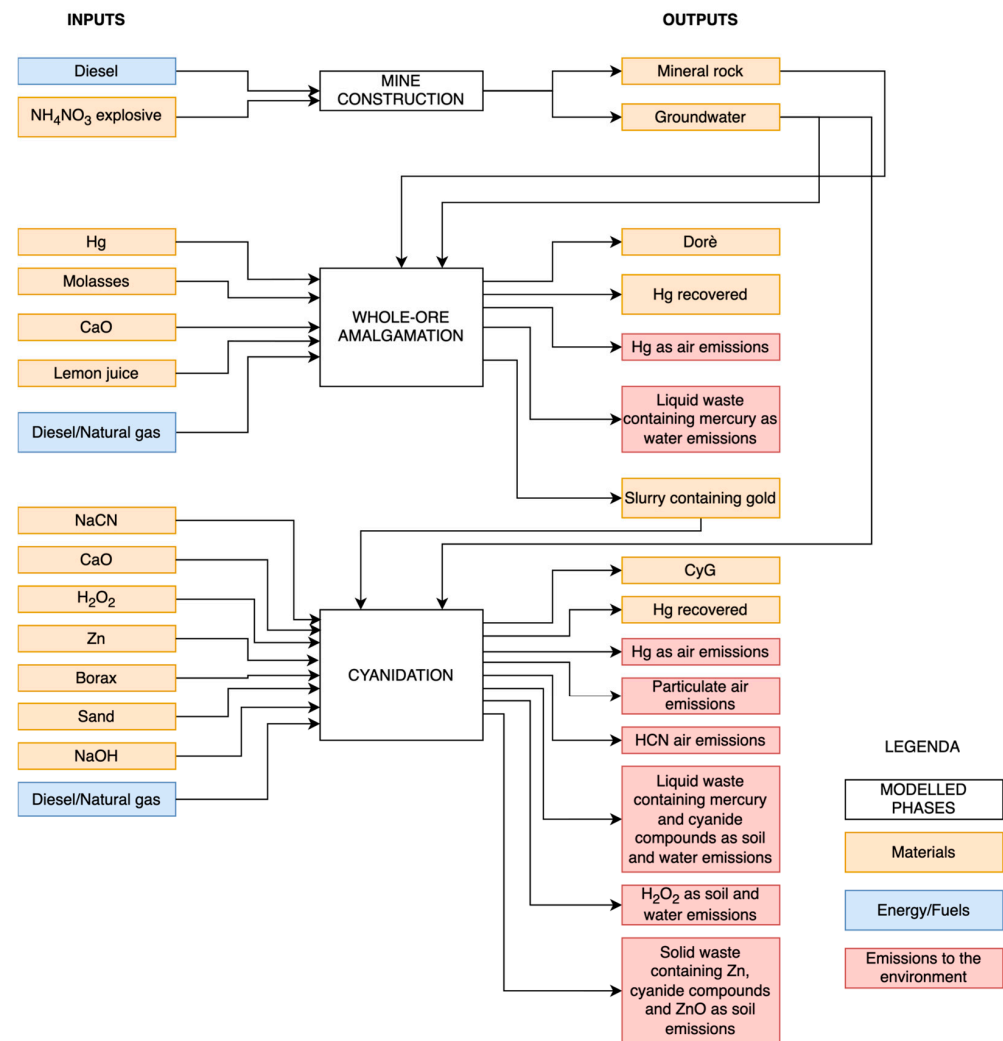 INPUTS
OUTPUTS
Diesel
NH₄NO₃ explosive
MINE
CONSTRUCTION
Mineral rock
Groundwater
Hg
Molasses
CaO
Lemon juice
Diesel/Natural gas
WHOLE-ORE
AMALGAMATION
Dorè
Hg recovered
Hg as air emissions
Liquid waste
containing mercury as
water emissions
Slurry containing gold
NaCN
CaO
H₂O₂
Zn
Borax
Sand
NaOH
Diesel/Natural gas
CYANIDATION
CyG
Hg recovered
Hg as air emissions
Particulate air
emissions
HCN air emissions
Liquid waste
containing mercury
and cyanide
compounds as soil
and water emissions
H₂O₂ as soil and
water emissions
Solid waste
containing Zn,
cyanide compounds
and ZnO as soil
emissions
LEGENDA
MODELLED
PHASES
Materials
Energy/Fuels
Emissions to the
environment